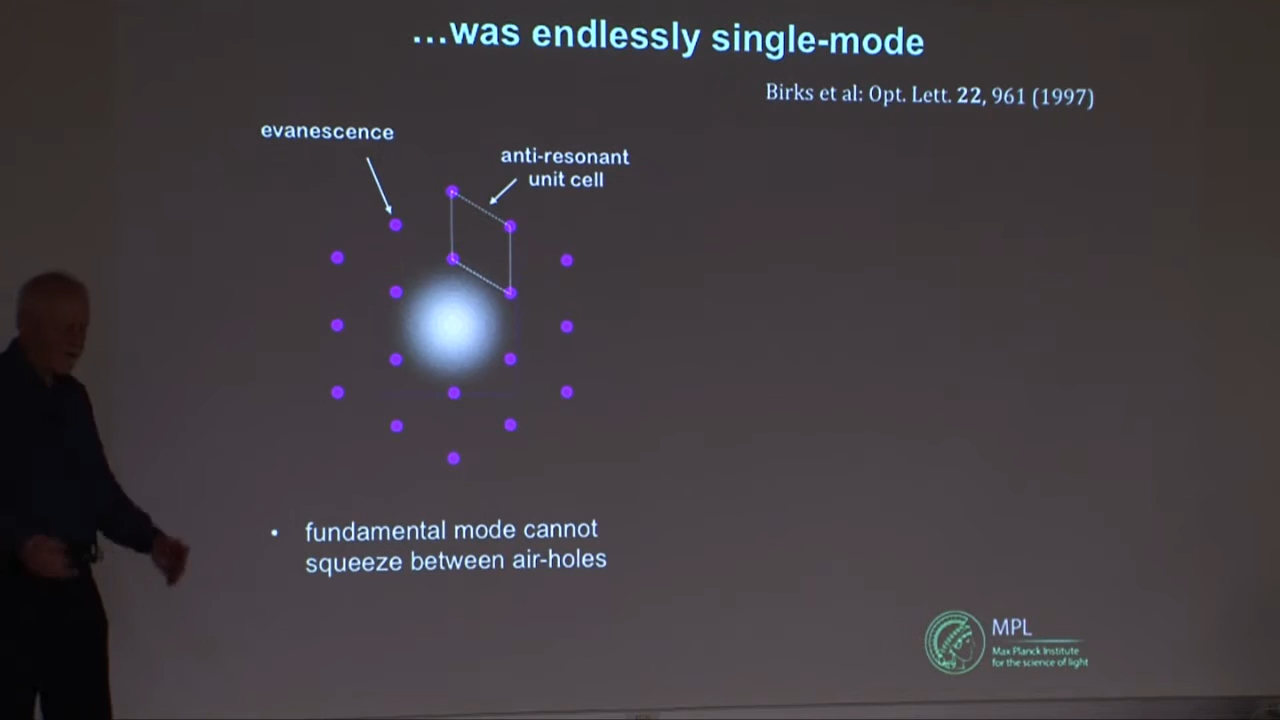 ...was endlessly single-mode
Birks et al: Opt. Lett. 22, 961 (1997)
evanescence
anti-resonant
unit cell
• fundamental mode cannot
squeeze between air-holes
MPL
Max Planck Institute
for the science of light